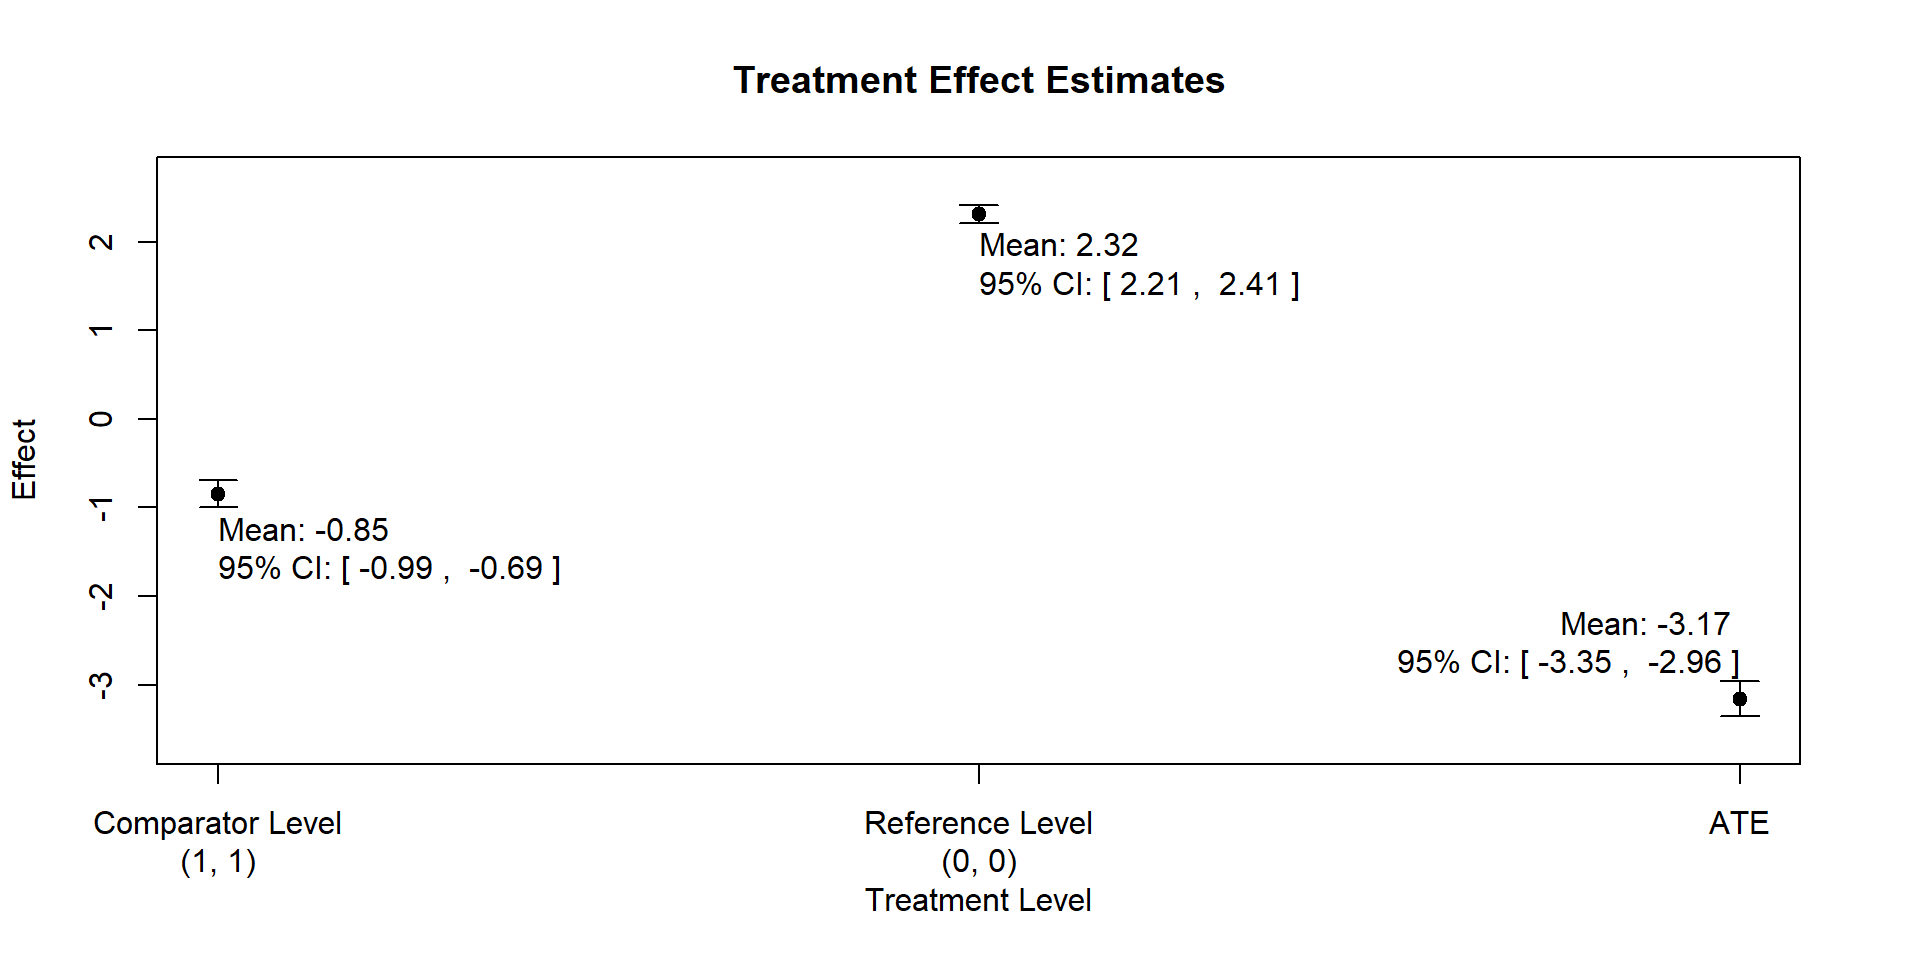 Treatment Effect Estimates
Effect
2
1
0
-1
-2
-3
Mean: 2.32
95% CI: [ 2.21 ,  2.41 ]
Mean: -0.85
95% CI: [ -0.99 ,  -0.69 ]
Mean: -3.17
95% CI: [ -3.35 ,  -2.96 ]
Comparator Level
(1, 1)
Reference Level
(0, 0)
ATE
Treatment Level